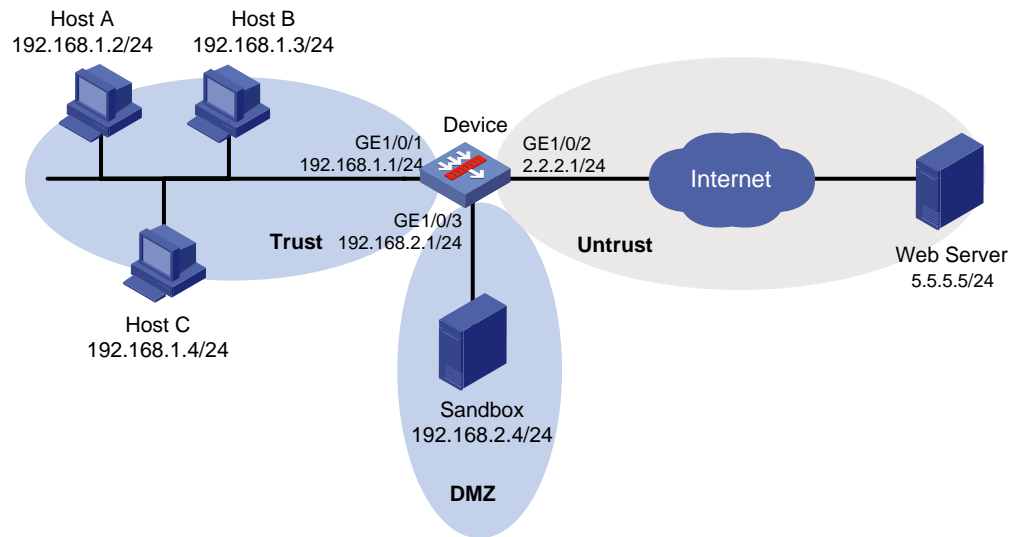 Host A
192.168.1.2/24
Host B
192.168.1.3/24
Device
GE1/0/1
192.168.1.1/24
GE1/0/2
2.2.2.1/24
Internet
GE1/0/3
192.168.2.1/24
Trust
Untrust
Web Server
5.5.5.5/24
Host C
192.168.1.4/24
Sandbox
192.168.2.4/24
DMZ